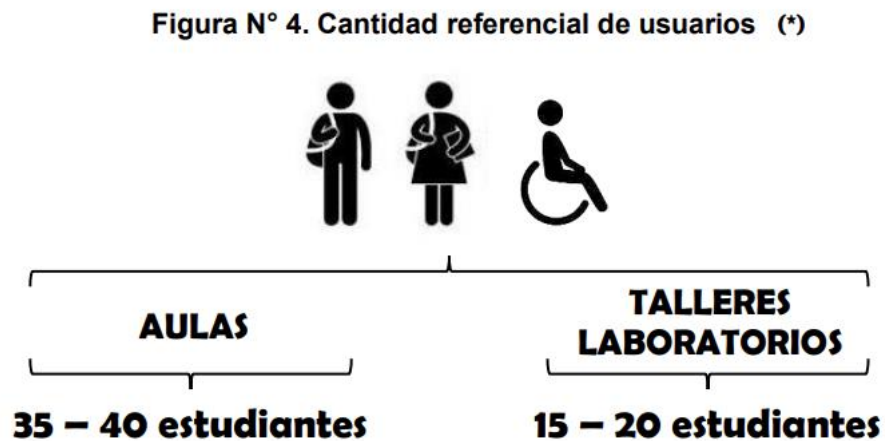 Figura N° 4. Cantidad referencial de usuarios (*)
AULAS
TALLERES
LABORATORIOS
35 – 40 estudiantes
15 – 20 estudiantes